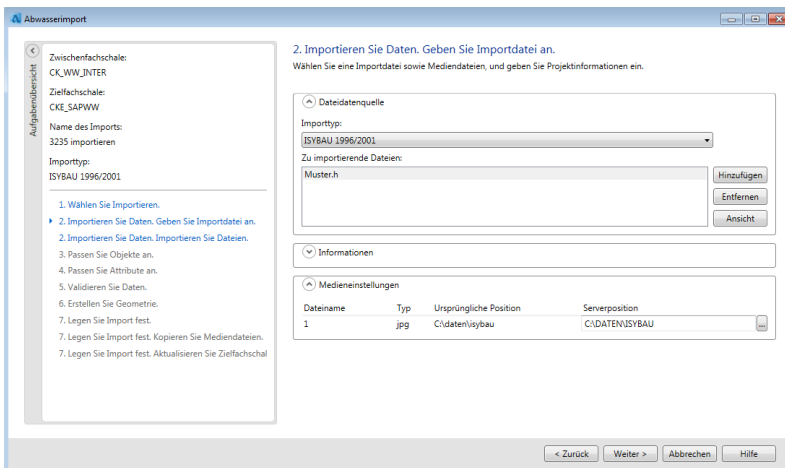 Abwasserimport
Aufgabenübersicht
Zwischenfachschale:
CK_WW_INTER
Zielfachschale:
CKE_SAPWW
Name des Imports:
3235 importieren
Importtyp:
ISYBAU 1996/2001
1. Wählen Sie Importieren.
2. Importieren Sie Daten. Geben Sie Importdatei an.
2. Importieren Sie Daten. Importieren Sie Dateien.
3. Passen Sie Objekte an.
4. Passen Sie Attribute an.
5. Validieren Sie Daten.
6. Erstellen Sie Geometrie.
7. Legen Sie Import fest.
7. Legen Sie Import fest. Kopieren Sie Mediendateien.
7. Legen Sie Import fest. Aktualisieren Sie Zielfachschal
2. Importieren Sie Daten. Geben Sie Importdatei an.
Wählen Sie eine Importdatei sowie Mediendateien, und geben Sie Projektinformationen ein.
Dateidatenquelle
Importtyp:
ISYBAU 1996/2001
Zu importierende Dateien:
Muster.h
Hinzufügen
Entfernen
Ansicht
Informationen
Medieneinstellungen
Dateiname Typ Ursprüngliche Position Serverposition
1 jpg C:\daten\isybau C:\DATEN\ISYBAU ...
< Zurück Weiter > Abbrechen Hilfe